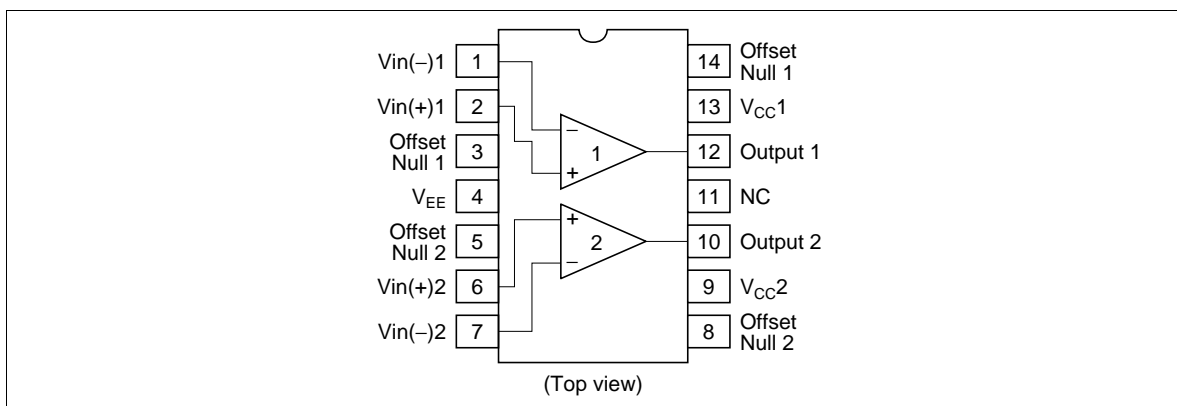 Vin(−)1 1
Vin(+)1 2
Offset
Null 1 3
VEE 4
Offset
Null 2 5
Vin(+)2 6
Vin(−)2 7
− 
+ 
1
+ 
− 
2
14 Offset
Null 1
13 VCC1
12 Output 1
11 NC
10 Output 2
9 VCC2
8 Offset
Null 2
(Top view)